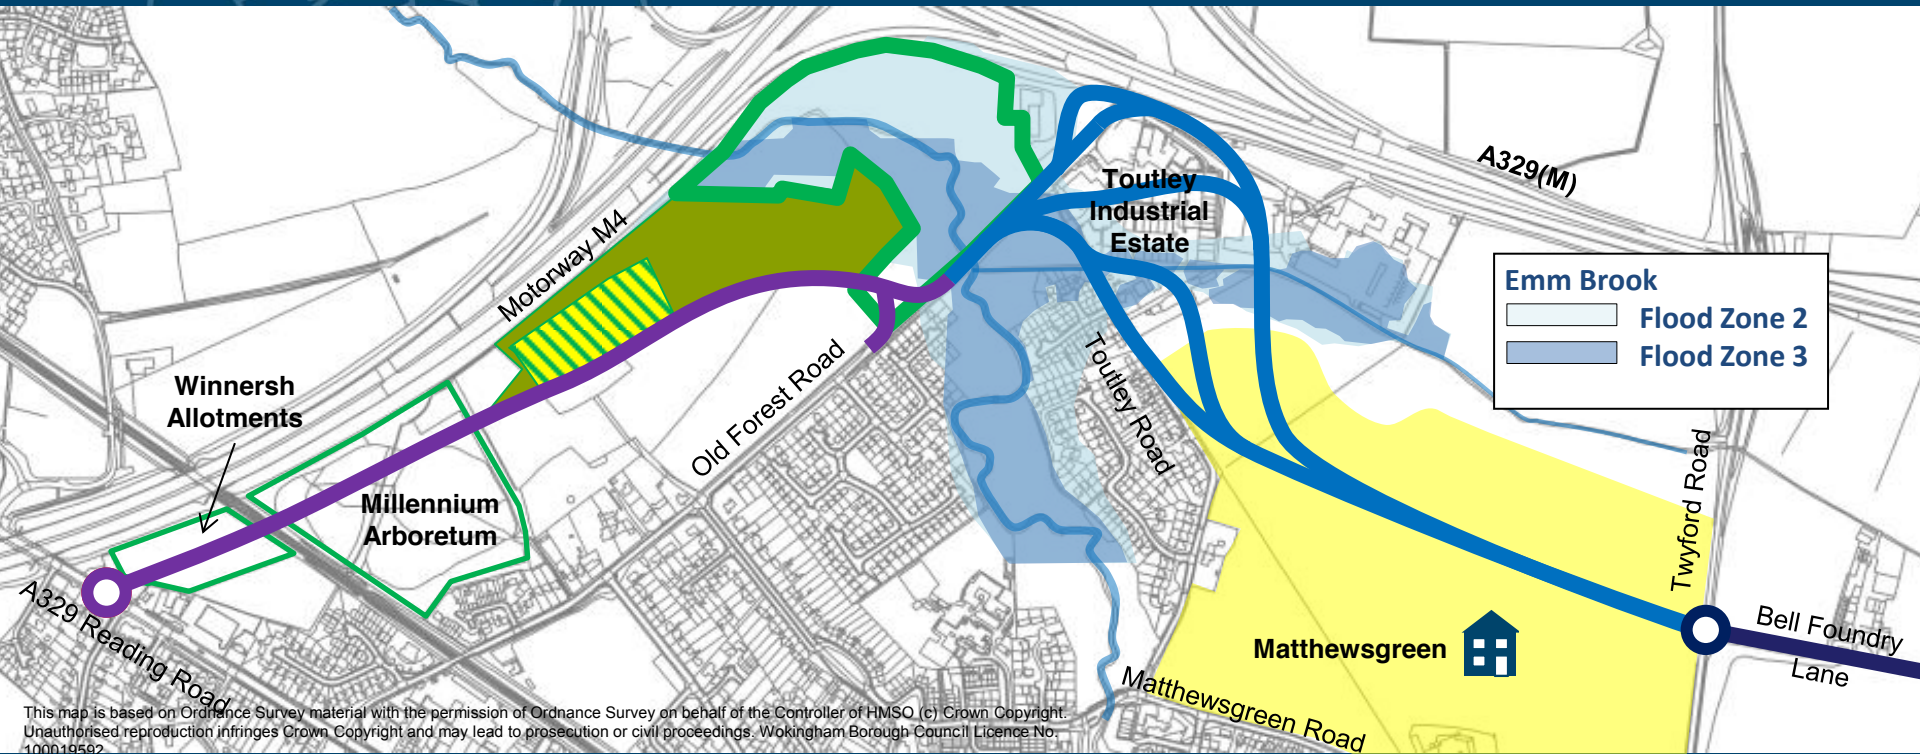 A329(M)
Toutley
Industrial
Estate
Motorway M4
Emm Brook
Flood Zone 2
Flood Zone 3
Winnersh
Allotments
Old Forest Road
Toutley Road
Millennium
Arboretum
Twyford Road
A329 Reading Road
Bell Foundry
Lane
Matthewsgreen
Matthewsgreen Road
This map is based on Ordnance Survey material with the permission of Ordnance Survey on behalf of the Controller of HMSO (c) Crown Copyright.
Unauthorised reproduction infringes Crown Copyright and may lead to prosecution or civil proceedings. Wokingham Borough Council Licence No.
100019592